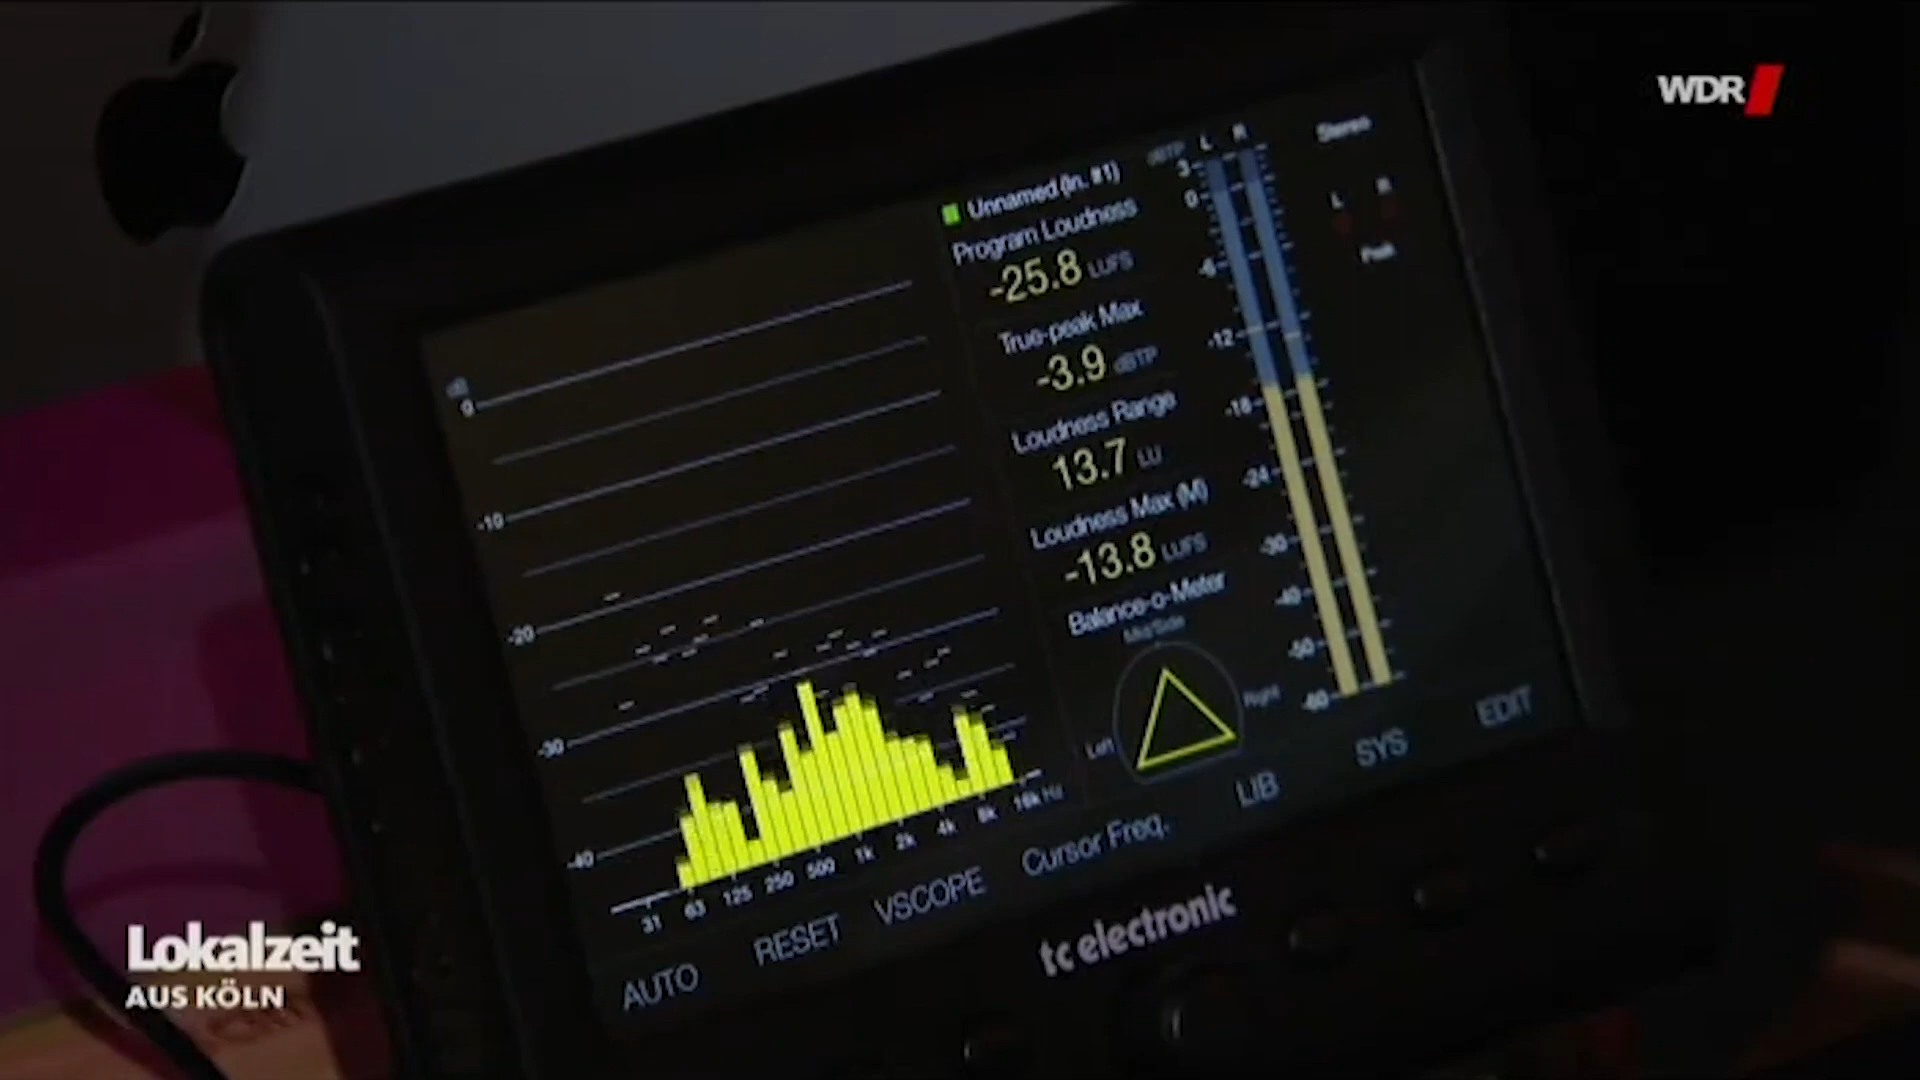 WDR
Unnamed (In. #1)
Program Loudness
-25.8 LUFS
True-peak Max
-3.9 dBTP
Loudness Range
13.7 LU
Loudness Max (M)
-13.8 LUFS
Balance-o-Meter
Mid/Side
Left
Right
dBTP L R
3
0
-6
-12
-18
-24
-30
-40
-50
-60
Stereo
L R
Peak
dB
0
-10
-20
-30
-40
31 63 125 250 500 1k 2k 4k 8k 16k Hz
AUTO RESET VSCOPE Cursor Freq. LIB SYS EDIT
tc electronic
Lokalzeit
AUS KÖLN